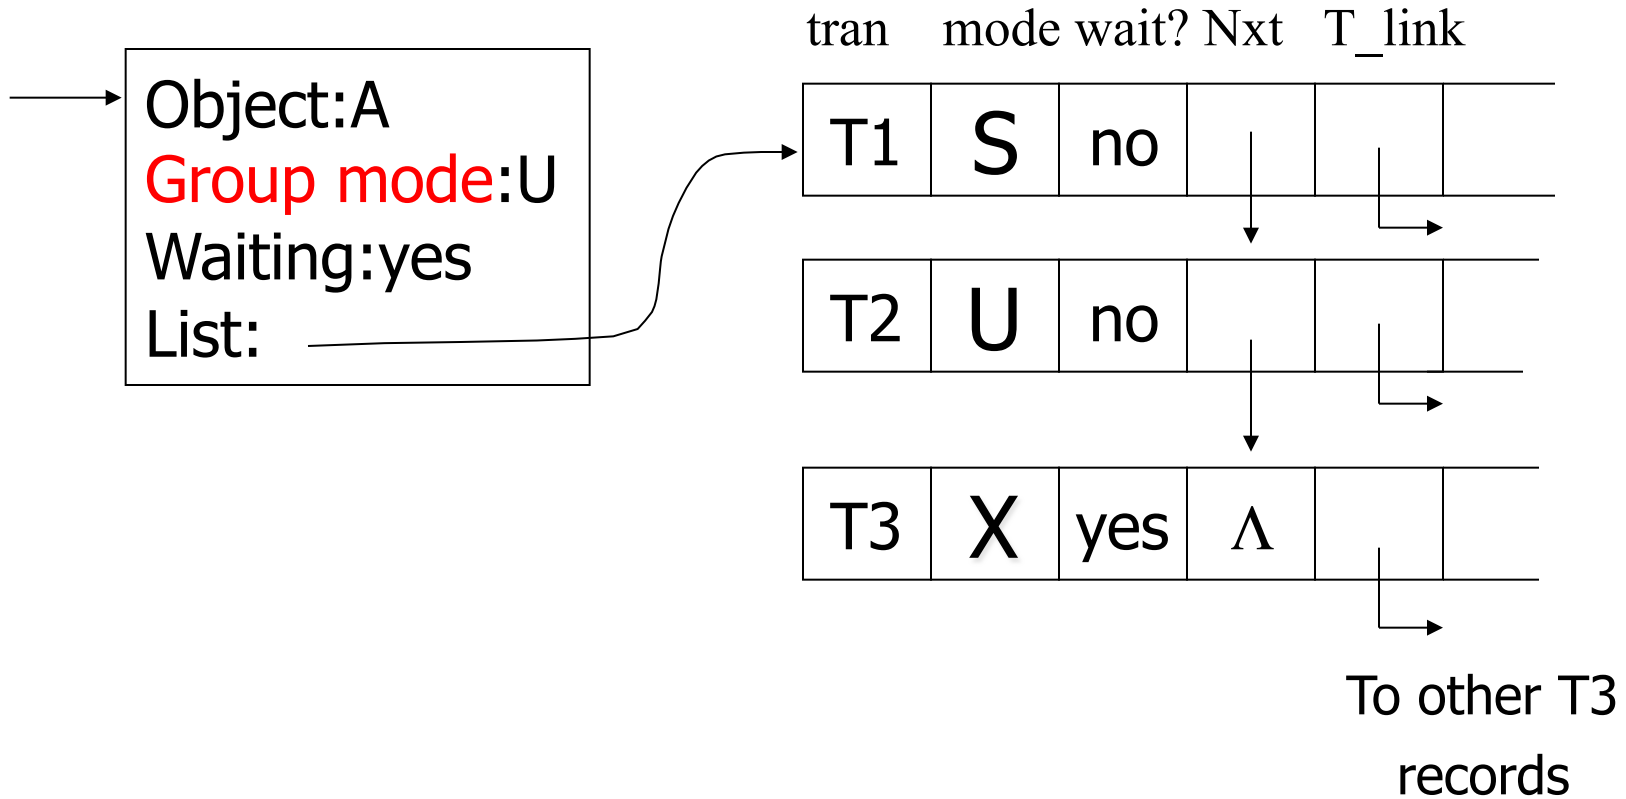 tran mode wait? Nxt T_link
Object:A
Group mode:U
Waiting:yes
List:
T1 S no
T2 U no
T3 X yes Λ
To other T3
records